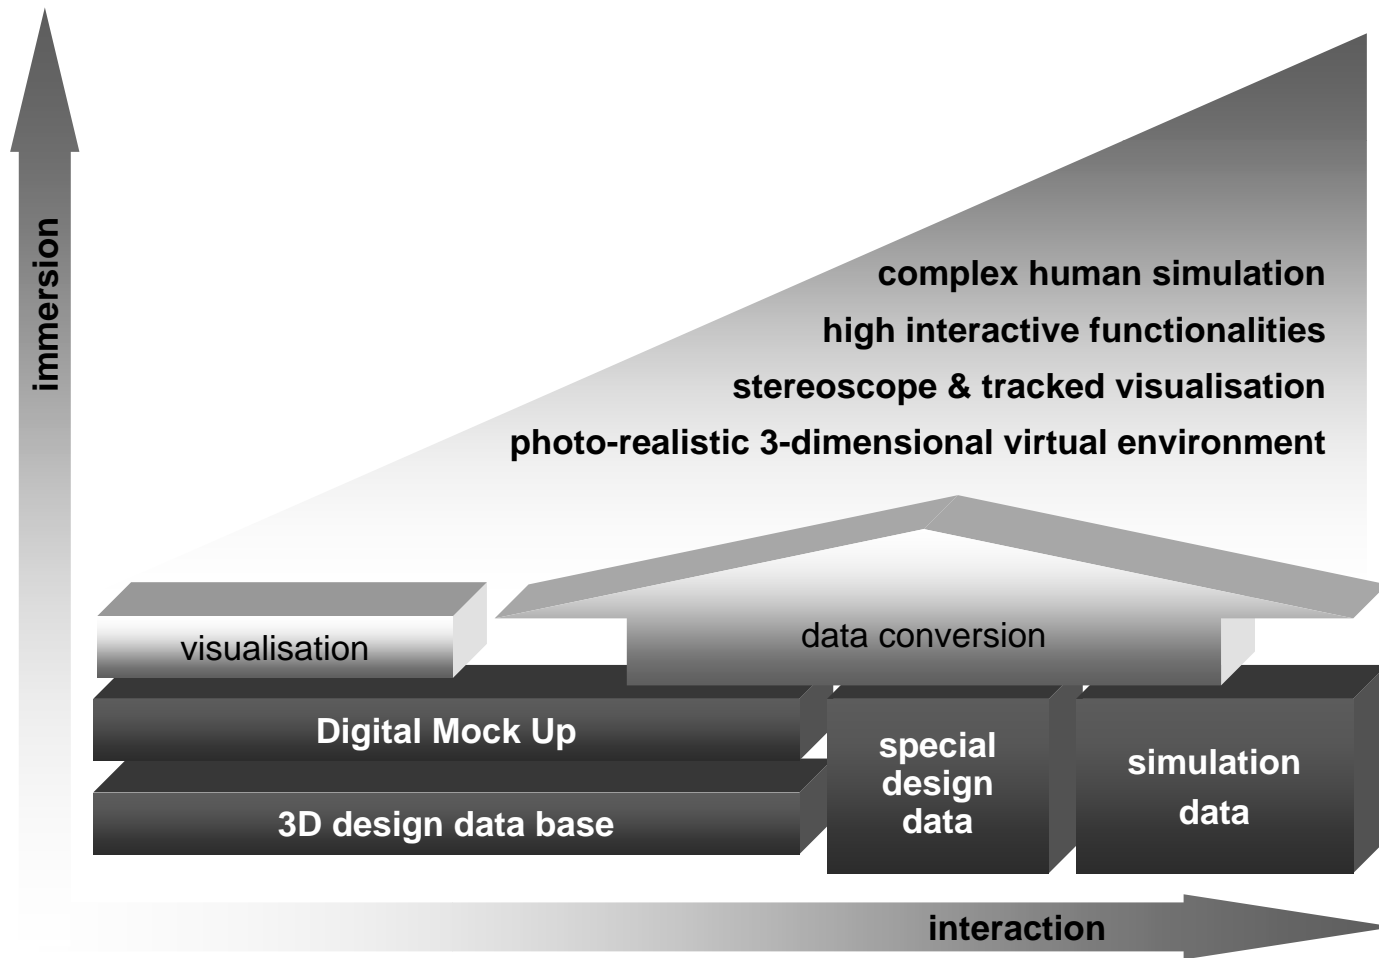 immersion
complex human simulation
high interactive functionalities
stereoscope & tracked visualisation
photo-realistic 3-dimensional virtual environment
visualisation
data conversion
Digital Mock Up
3D design data base
special
design
data
simulation
data
interaction